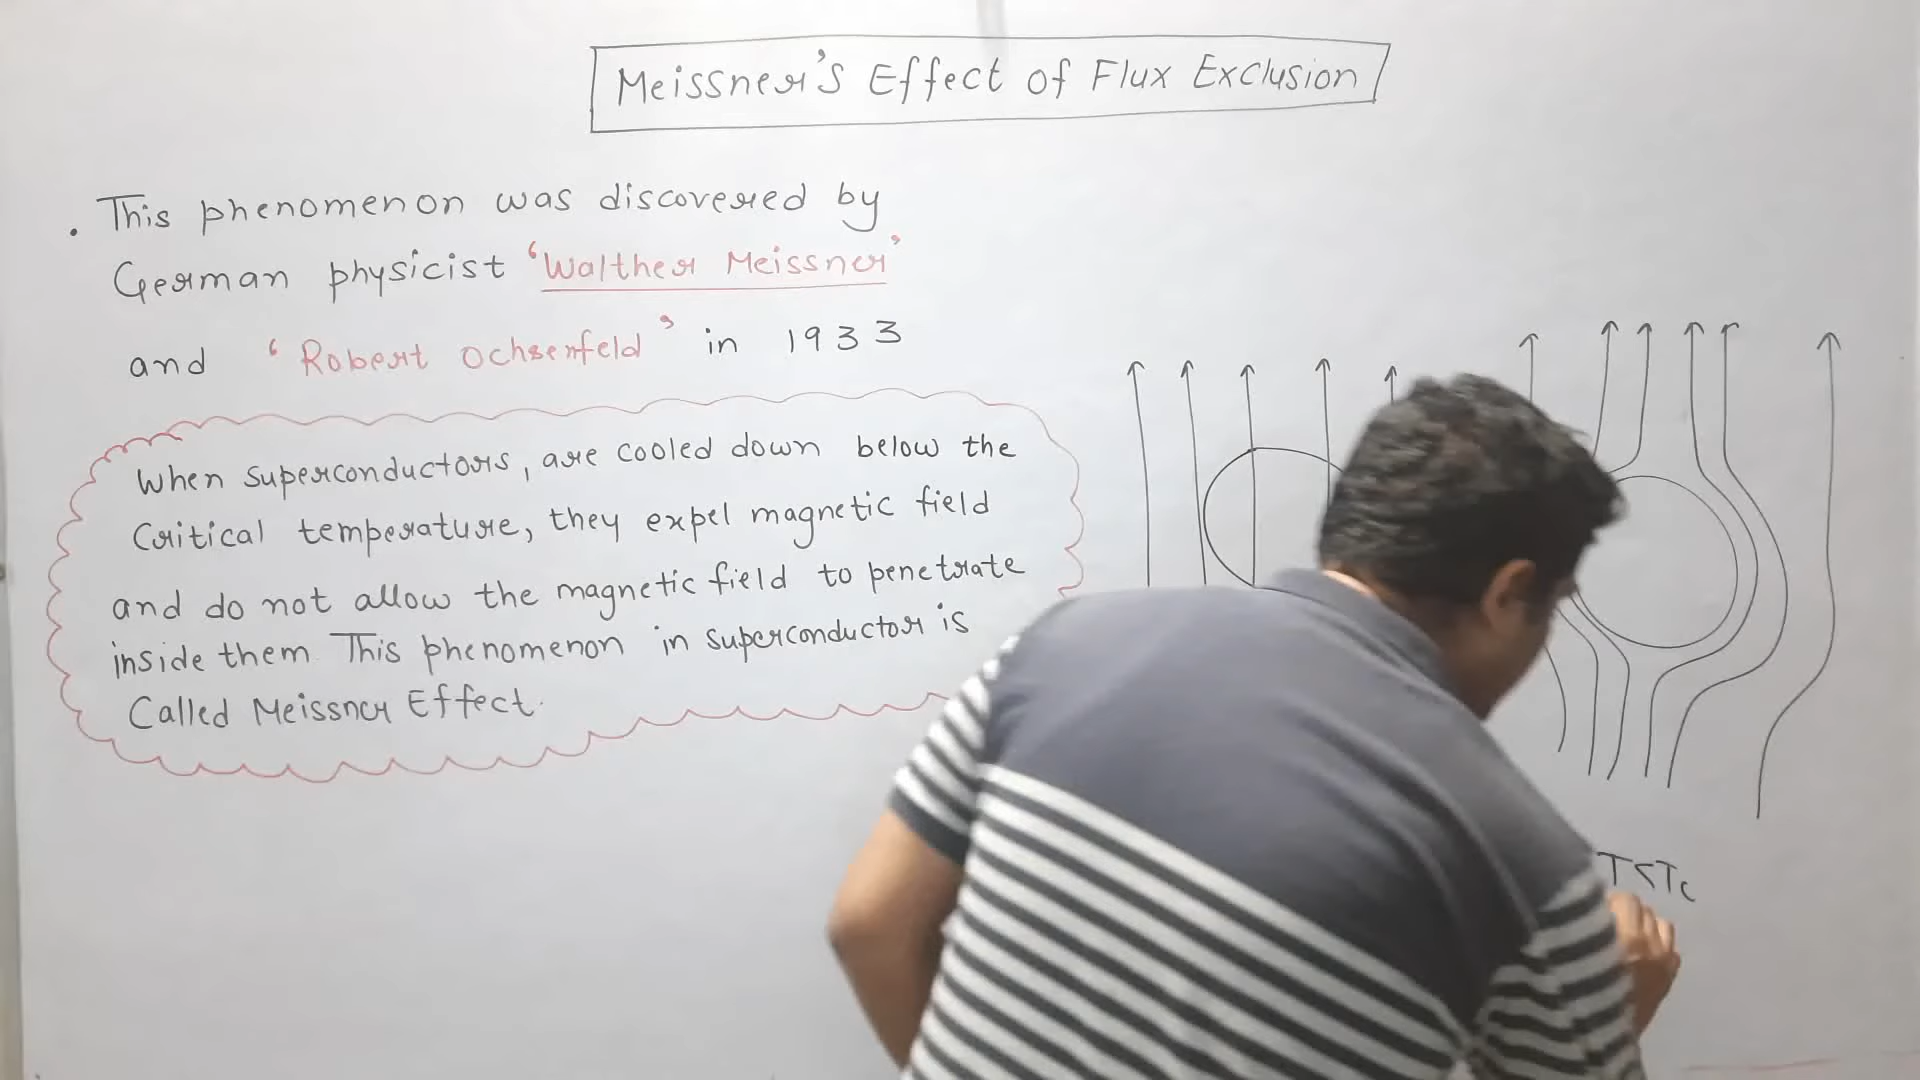 Meissner's Effect of Flux Exclusion
. This phenomenon was discovered by
German physicist 'Walther Meissner'
and 'Robert Ochsenfeld' in 1933
When superconductors, are cooled down below the
Critical temperature, they expel magnetic field
and do not allow the magnetic field to penetrate
inside them. This phenomenon in superconductor is
Called Meissner Effect.
T<Tc